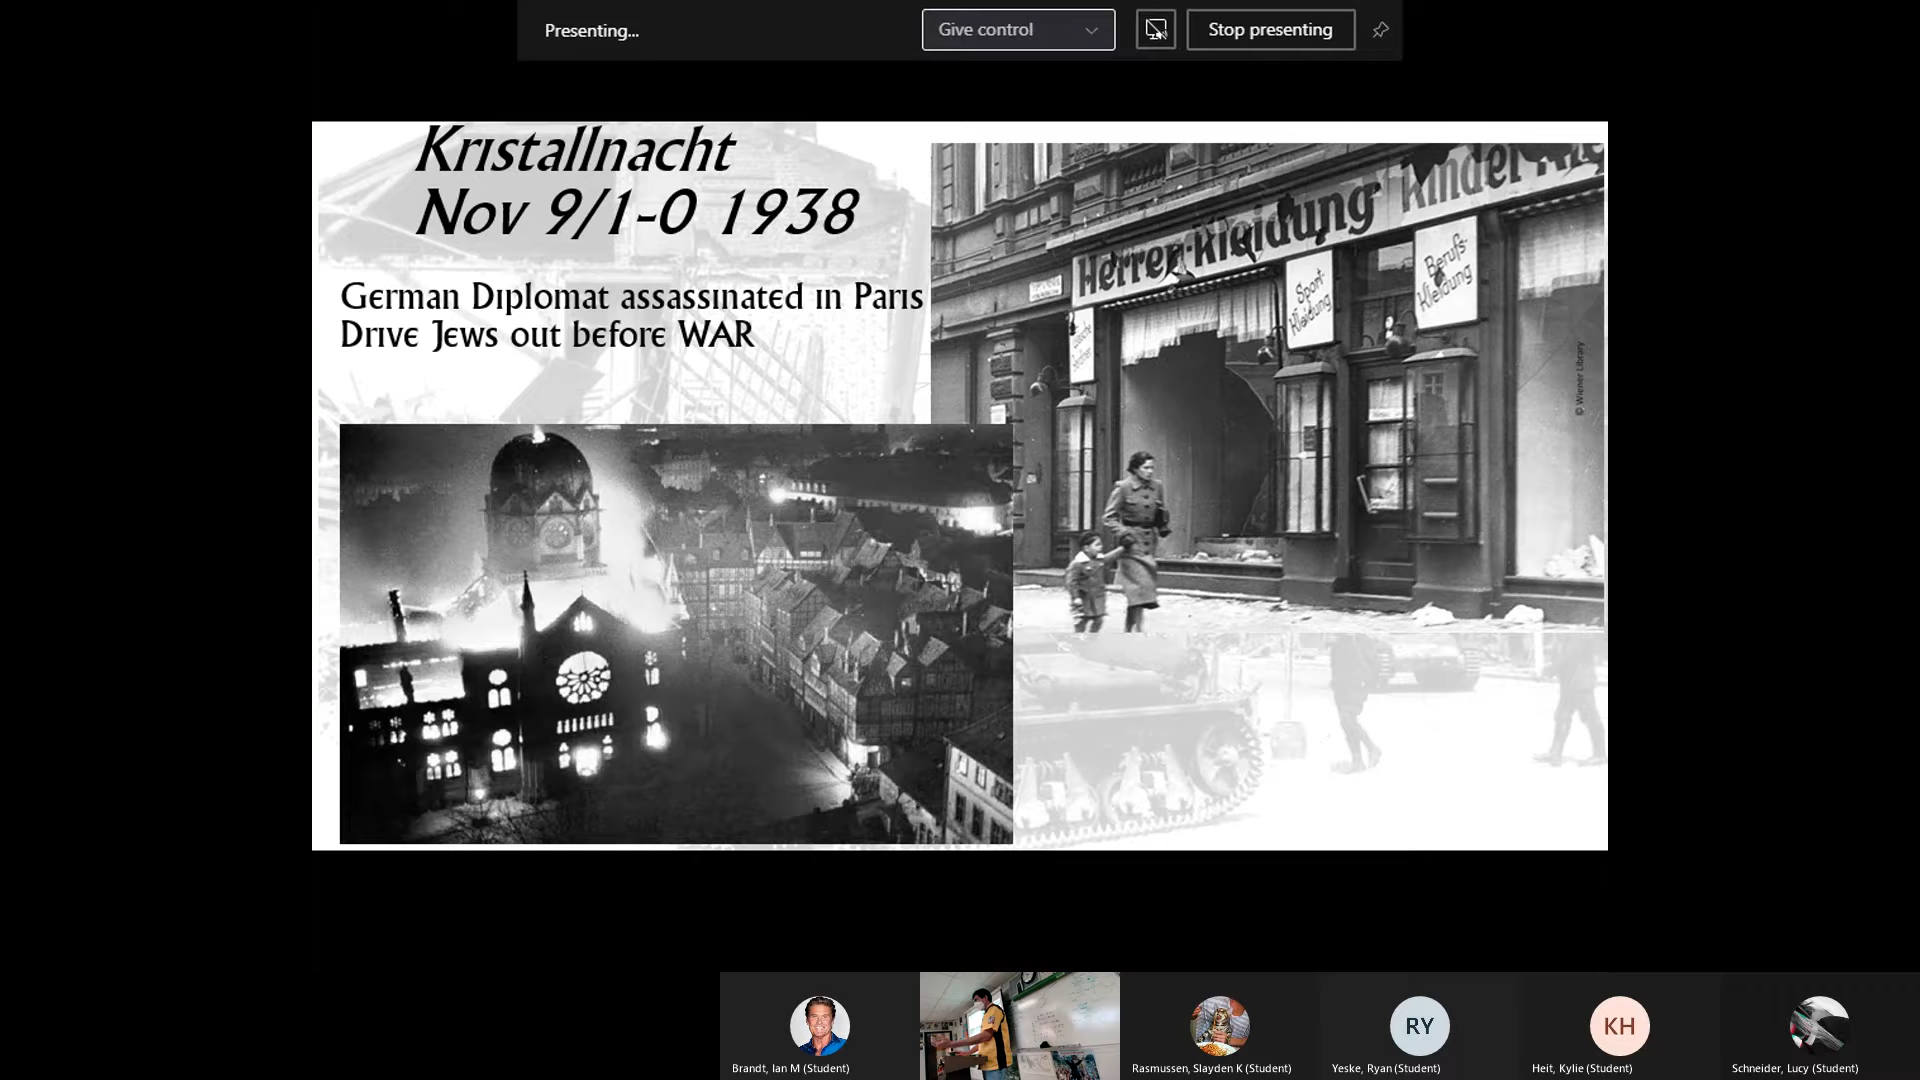 Presenting...
Give control
Stop presenting
Kristallnacht
Nov 9/1-0 1938
German Diplomat assassinated in Paris
Drive Jews out before WAR
Herren-Kleidung Kinder
Sport-
Kleidung
Berufs-
Kleidung
© Wiener Library
RY
KH
Brandt, Ian M (Student)
Rasmussen, Slayden K (Student)
Yeske, Ryan (Student)
Heit, Kylie (Student)
Schneider, Lucy (Student)